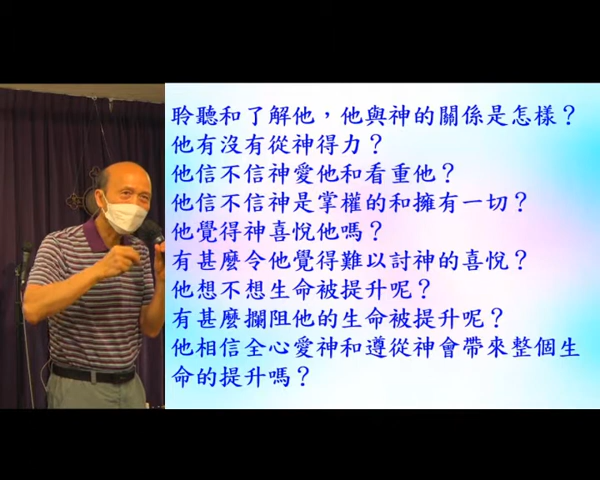 聆聽和了解他，他與神的關係是怎樣？
他有沒有從神得力？
他信不信神愛他和看重他？
他信不信神是掌權的和擁有一切？
他覺得神喜悅他嗎？
有甚麼令他覺得難以討神的喜悅？
他想不想生命被提升呢？
有甚麼攔阻他的生命被提升呢？
他相信全心愛神和遵從神會帶來整個生
命的提升嗎？